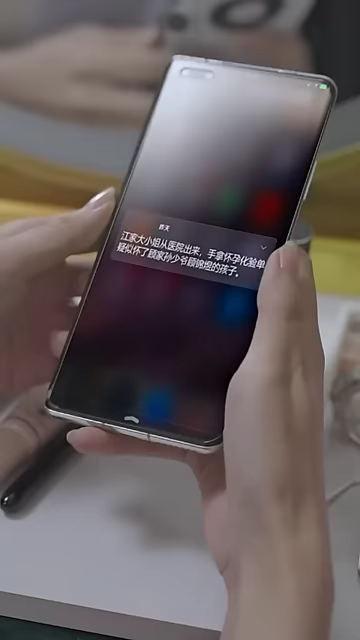 昨天
江家大小姐从医院出来，手拿怀孕化验单
疑似怀了顾家孙少爷顾锦煜的孩子。